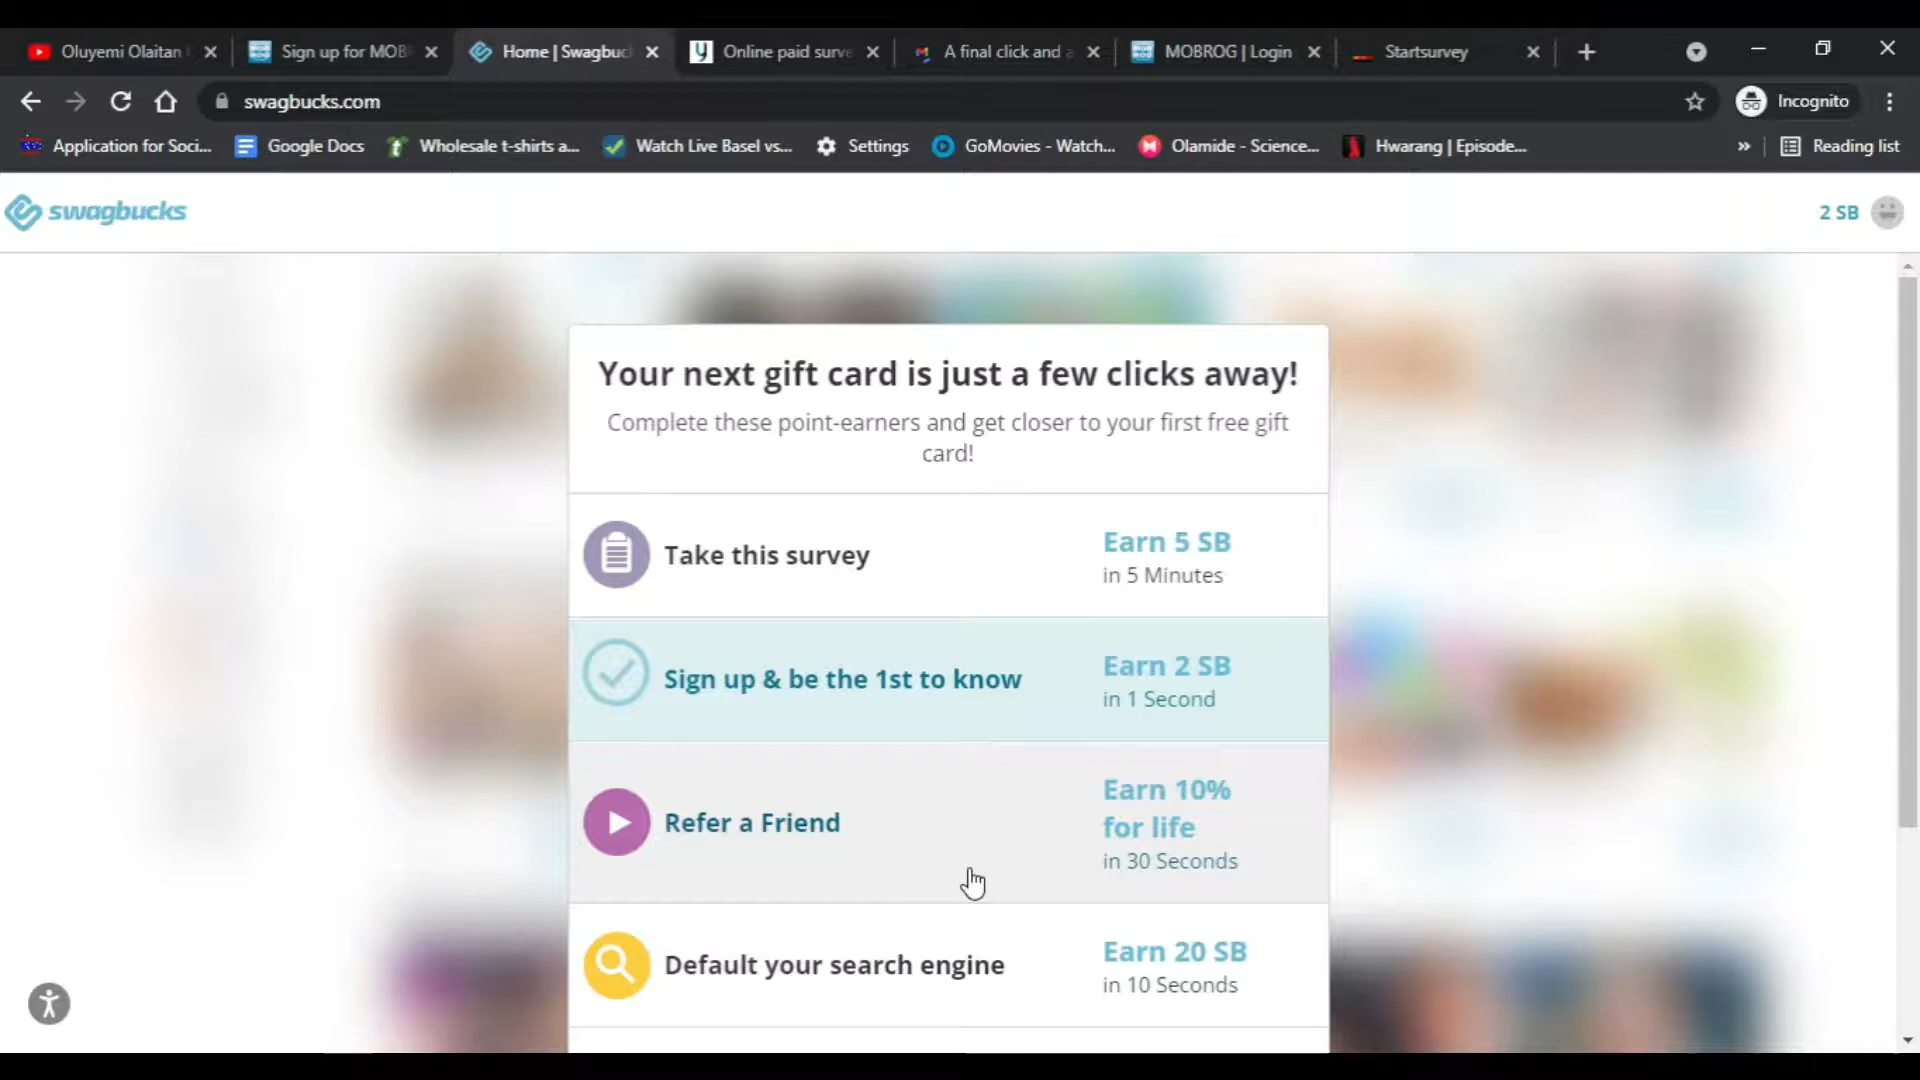 Oluyemi Olaitan
Sign up for MOB
Home | Swagbuc
Online paid surve
A final click and a
MOBROG | Login
Startsurvey
swagbucks.com
Incognito
Application for Soci...
Google Docs
Wholesale t-shirts a...
Watch Live Basel vs...
Settings
GoMovies - Watch...
Olamide - Science...
Hwarang | Episode...
»
Reading list
swagbucks
2 SB
Your next gift card is just a few clicks away!
Complete these point-earners and get closer to your first free gift
card!
Take this survey
Earn 5 SB
in 5 Minutes
Sign up & be the 1st to know
Earn 2 SB
in 1 Second
Refer a Friend
Earn 10%
for life
in 30 Seconds
Default your search engine
Earn 20 SB
in 10 Seconds